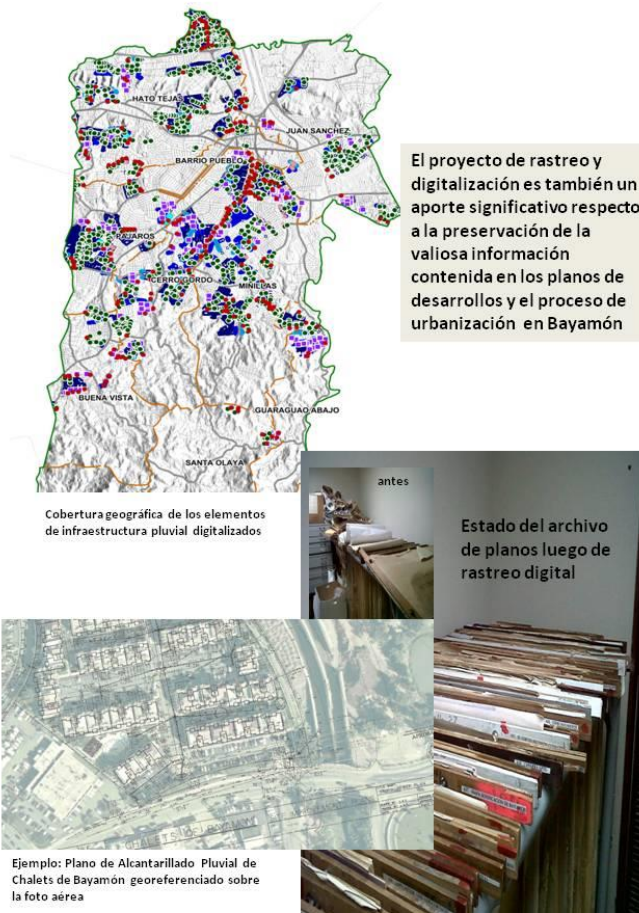 HATO TEJAS
JUAN SANCHEZ
BARRIO PUEBLO
PAJAROS
CERRO GORDO
MINILLAS
BUENA VISTA
GUARAGUAO ABAJO
SANTA OLAYA
El proyecto de rastreo y
digitalización es también un
aporte significativo respecto
a la preservación de la
valiosa información
contenida en los planos de
desarrollos y el proceso de
urbanización en Bayamón
Cobertura geográfica de los elementos
de infraestructura pluvial digitalizados
antes
Estado del archivo
de planos luego de
rastreo digital
CHALETS DE BAYAMON
Ejemplo: Plano de Alcantarillado Pluvial de
Chalets de Bayamón georeferenciado sobre
la foto aérea